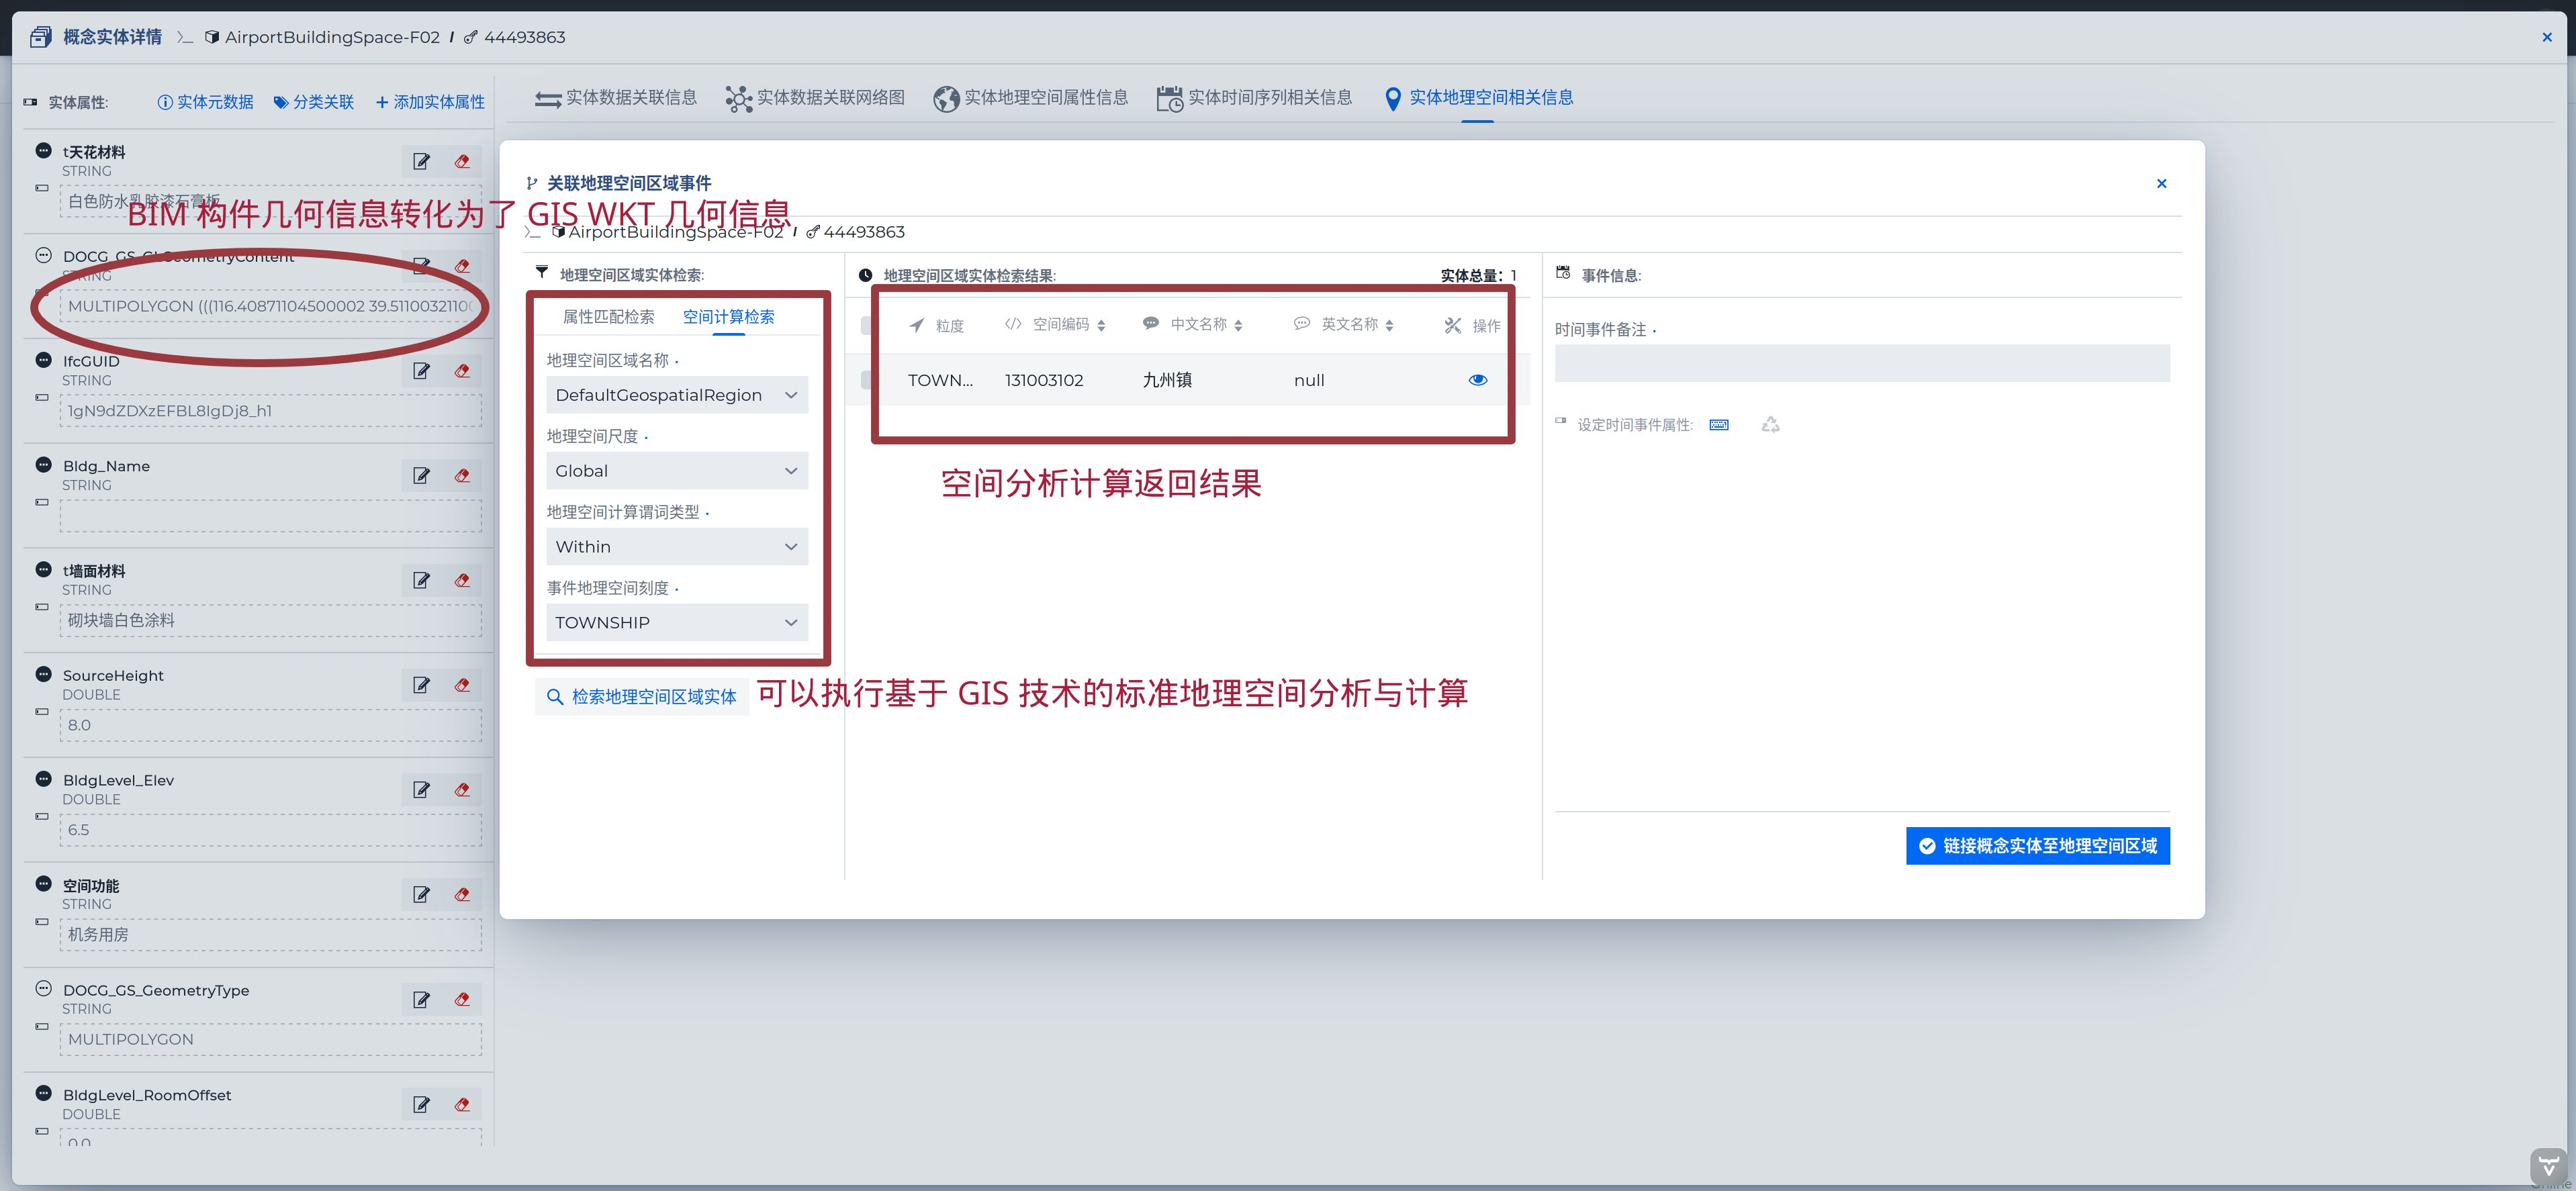 概念实体详情 AirportBuildingSpace-F02 / 44493863
实体属性: 实体元数据 分类关联 + 添加实体属性
实体数据关联信息 实体数据关联网络图 实体地理空间属性信息 实体时间序列相关信息 实体地理空间相关信息
t天花材料
STRING
白色防水乳胶漆石膏板
BIM 构件几何信息转化为了 GIS WKT 几何信息
STRING
MULTIPOLYGON (((116.40871104500002 39.5110032110
IfcGUID
STRING
1gN9dZDXzEFBL8IgDj8_h1
Bldg_Name
STRING
t墙面材料
STRING
砌块墙白色涂料
SourceHeight
DOUBLE
8.0
BldgLevel_Elev
DOUBLE
6.5
空间功能
STRING
机务用房
DOCG_GS_GeometryType
STRING
MULTIPOLYGON
BldgLevel_RoomOffset
DOUBLE
0.0
关联地理空间区域事件
AirportBuildingSpace-F02 / 44493863
地理空间区域实体检索:
属性匹配检索 空间计算检索
地理空间区域名称
DefaultGeospatialRegion
地理空间尺度
Global
地理空间计算谓词类型
Within
事件地理空间刻度
TOWNSHIP
检索地理空间区域实体
可以执行基于 GIS 技术的标准地理空间分析与计算
地理空间区域实体检索结果: 实体总量: 1
粒度 空间编码 中文名称 英文名称 操作
TOWN... 131003102 九州镇 null
空间分析计算返回结果
事件信息:
时间事件备注
设定时间事件属性:
链接概念实体至地理空间区域